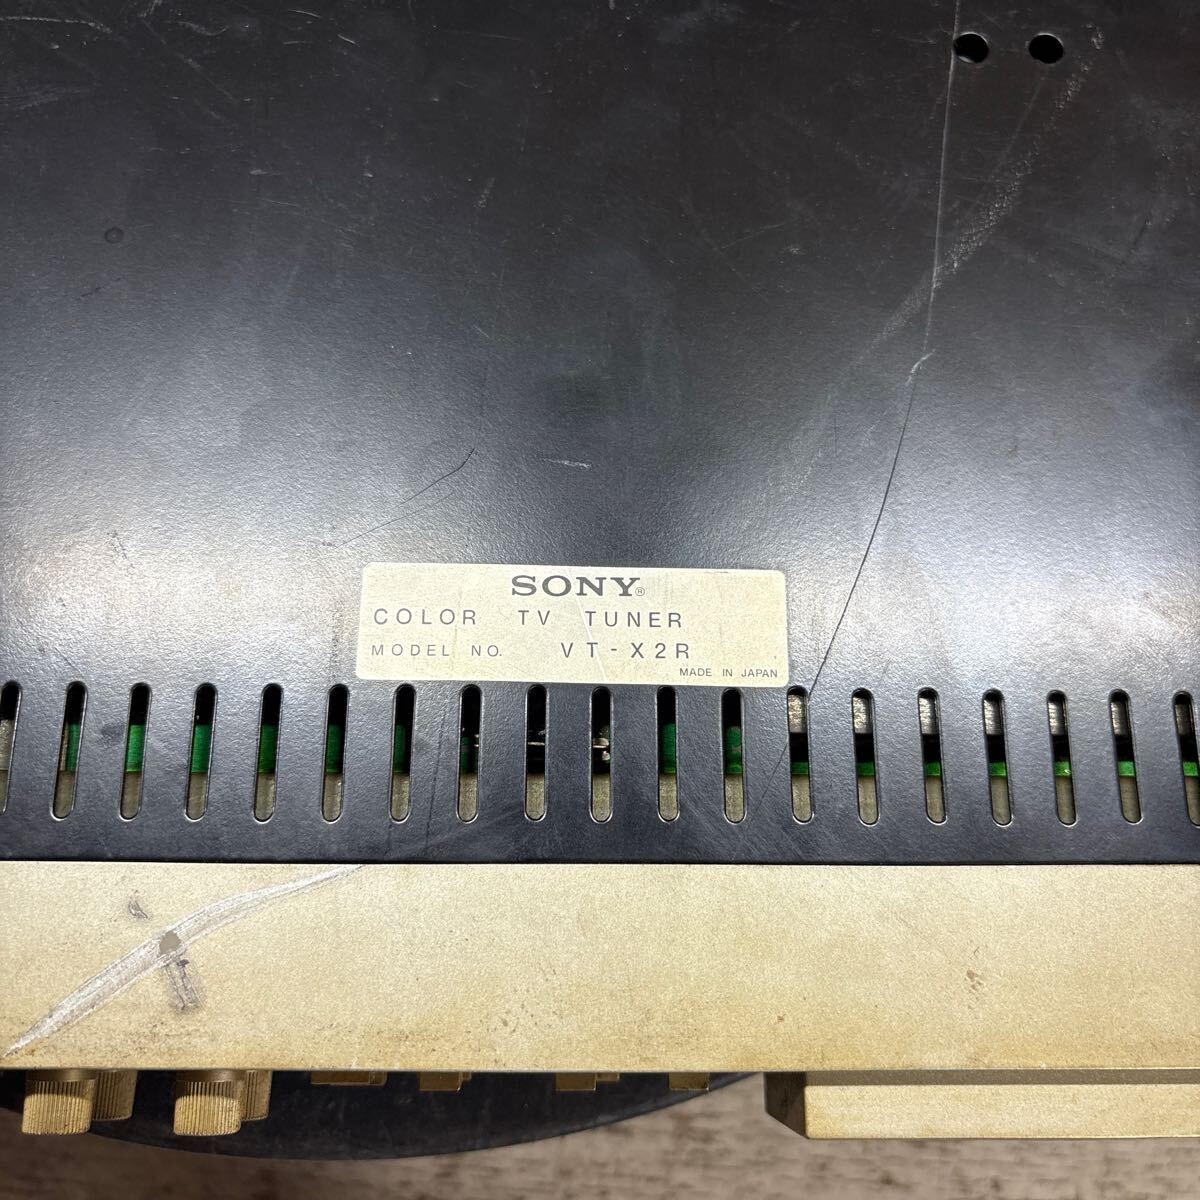 SONY®
COLOR TV TUNER
MODEL NO. VT-X2R
MADE IN JAPAN